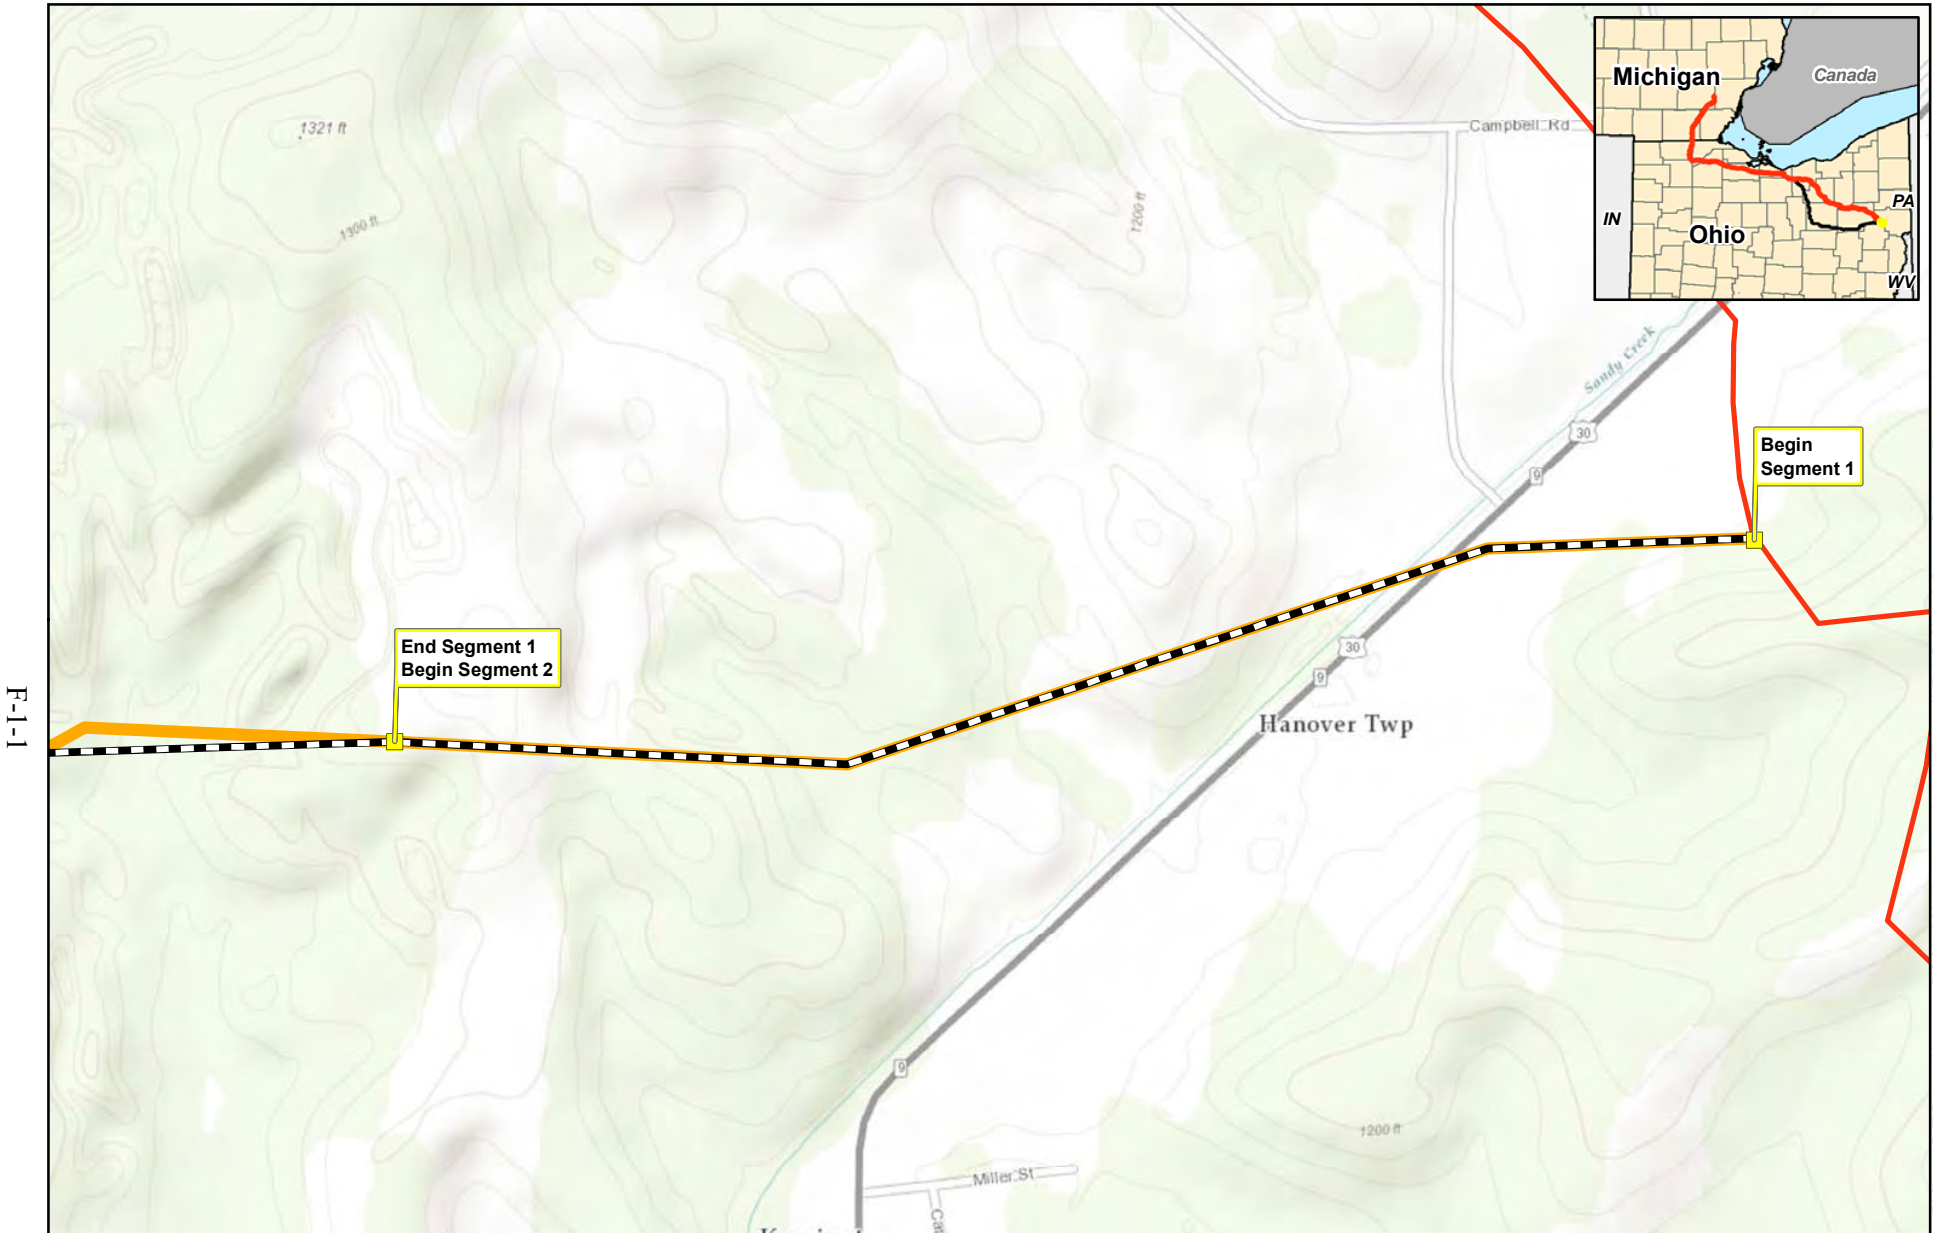 Michigan
Canada
IN
Ohio
PA
WV
1321 ft
1300 ft
1200 ft
Campbell Rd
Sandy Creek
30
9
Begin
Segment 1
End Segment 1
Begin Segment 2
30
9
Hanover Twp
F-1-1
9
1200 ft
Miller St